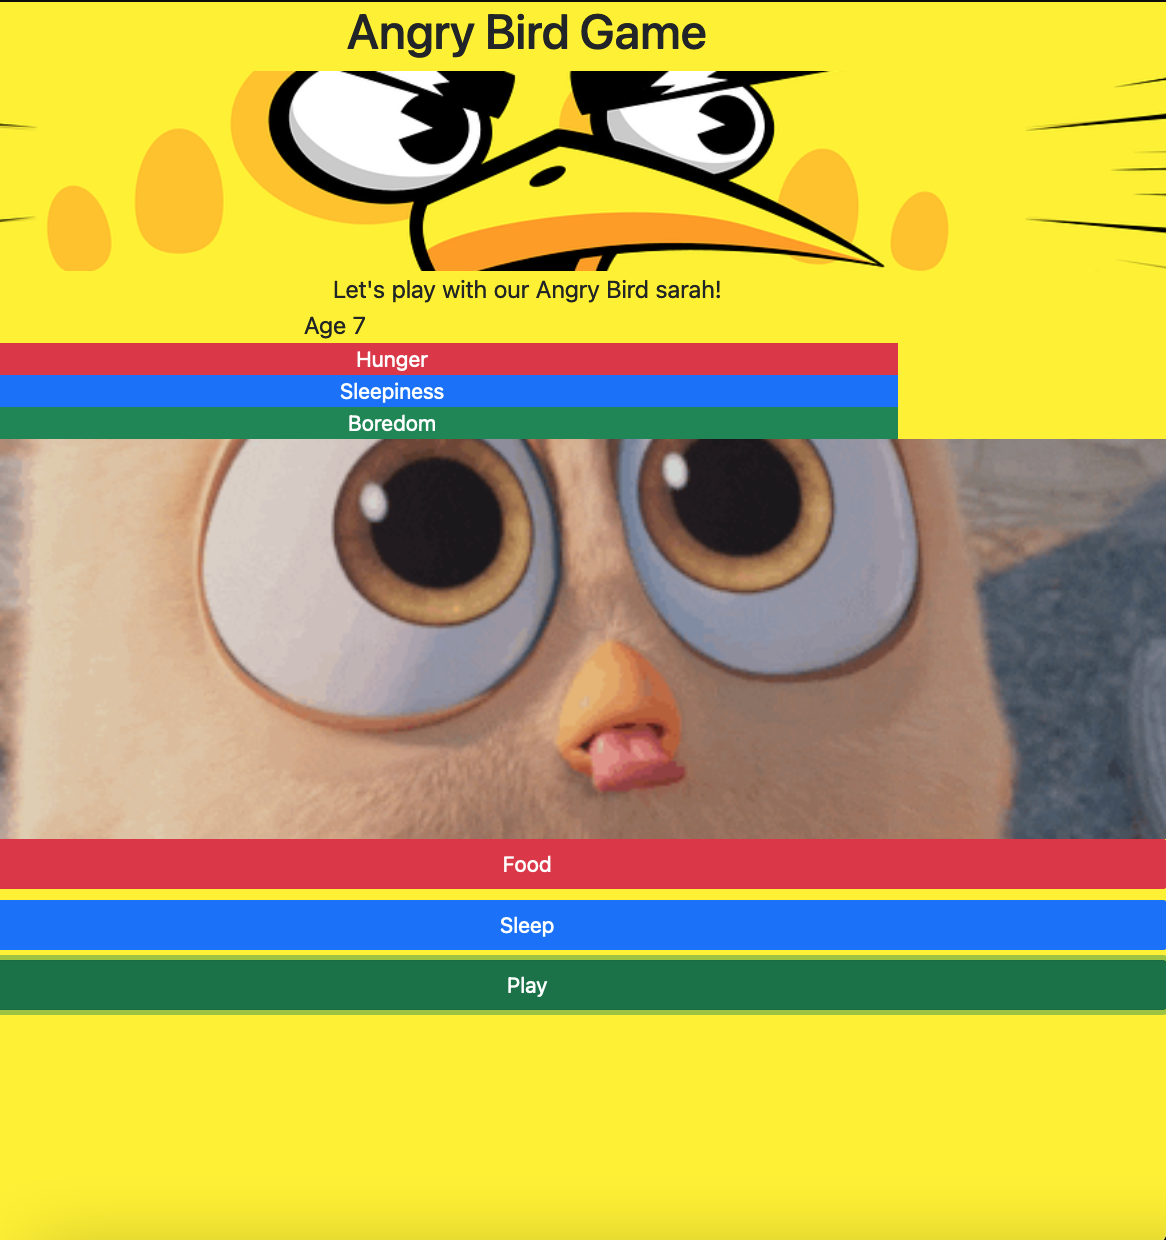 Angry Bird Game
Let's play with our Angry Bird sarah!
Age 7
Hunger
Sleepiness
Boredom
Food
Sleep
Play